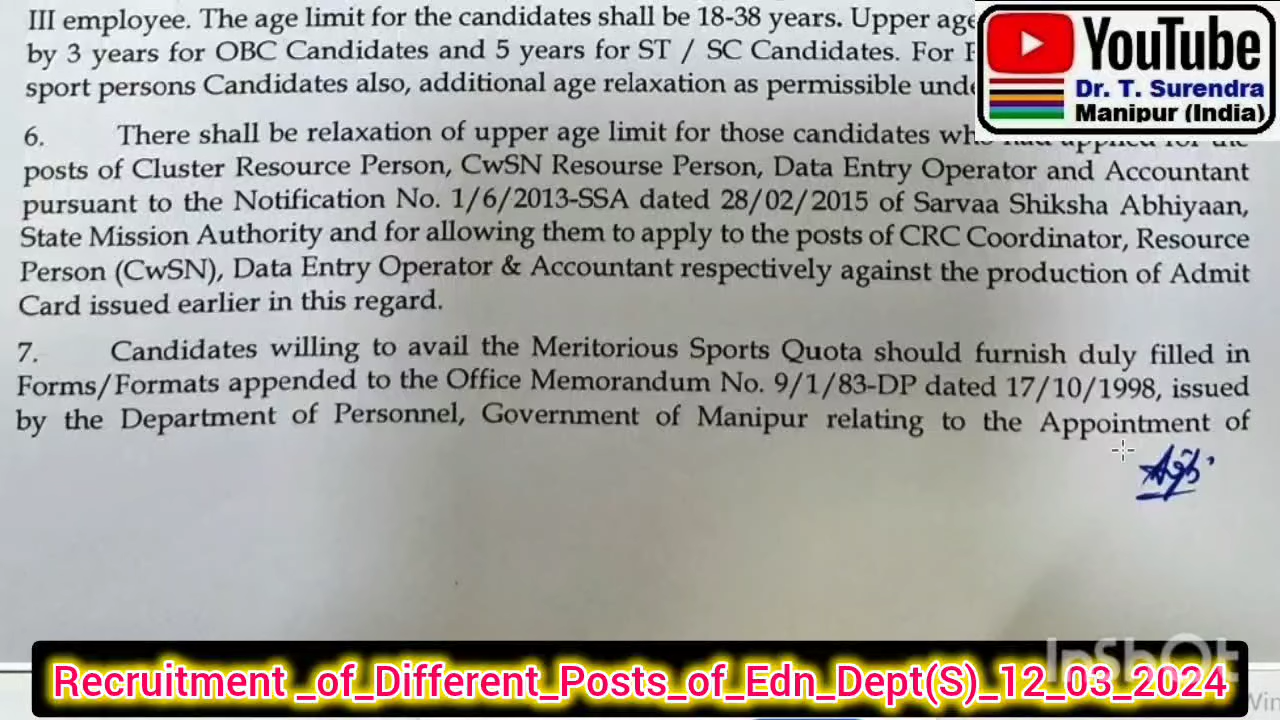 III employee. The age limit for the candidates shall be 18-38 years. Upper age
by 3 years for OBC Candidates and 5 years for ST / SC Candidates. For
sport persons Candidates also, additional age relaxation as permissible
6. There shall be relaxation of upper age limit for those candidates who had applied for the
posts of Cluster Resource Person, CwSN Resourse Person, Data Entry Operator and Accountant
pursuant to the Notification No. 1/6/2013-SSA dated 28/02/2015 of Sarvaa Shiksha Abhiyaan,
State Mission Authority and for allowing them to apply to the posts of CRC Coordinator, Resource
Person (CwSN), Data Entry Operator & Accountant respectively against the production of Admit
Card issued earlier in this regard.
7. Candidates willing to avail the Meritorious Sports Quota should furnish duly filled in
Forms/Formats appended to the Office Memorandum No. 9/1/83-DP dated 17/10/1998, issued
by the Department of Personnel, Government of Manipur relating to the Appointment of
YouTube
Dr. T. Surendra
Manipur (India)
InShOt
Recruitment _of_Different_Posts_of_Edn_Dept(S)_12_03_2024